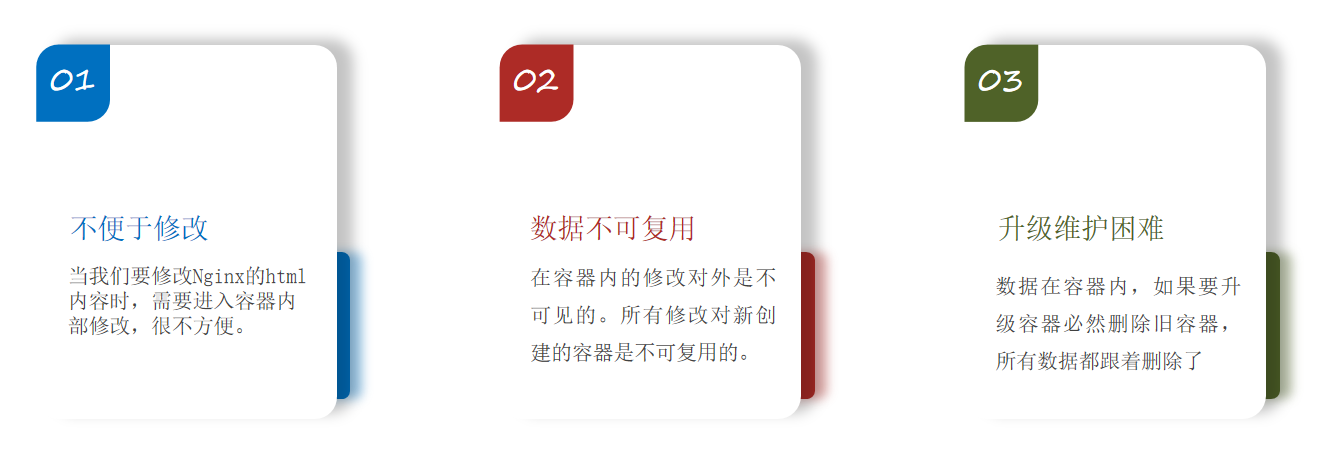 01
不便于修改
当我们要修改Nginx的html
内容时，需要进入容器内
部修改，很不方便。
02
数据不可复用
在容器内的修改对外是不
可见的。所有修改对新创
建的容器是不可复用的。
03
升级维护困难
数据在容器内，如果要升
级容器必然删除旧容器，
所有数据都跟着删除了